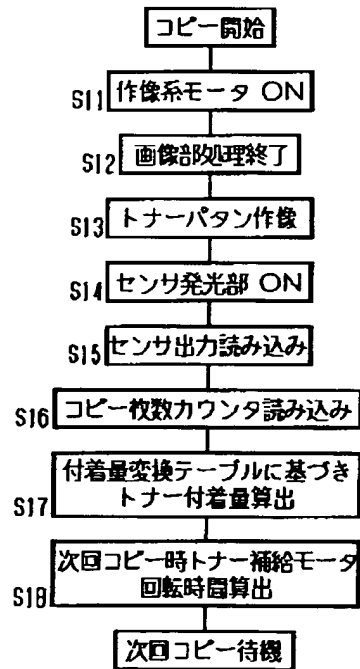 コピー開始
S11 作像系モータ ON
S12 画像部処理終了
S13 トナーパタン作像
S14 センサ発光部 ON
S15 センサ出力読み込み
S16 コピー枚数カウンタ読み込み
S17 付着量変換テーブルに基づき
トナー付着量算出
S18 次回コピー時トナー補給モータ
回転時間算出
次回コピー待機